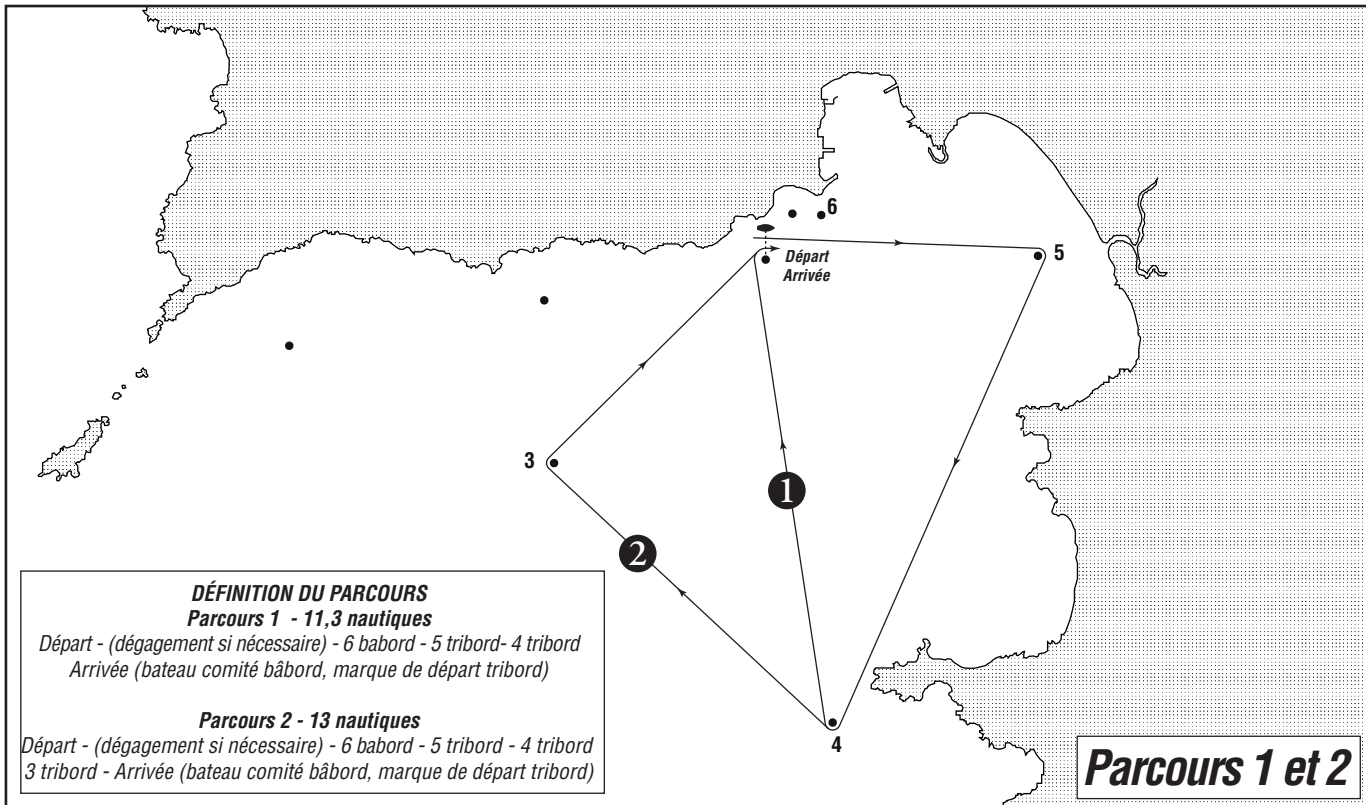 6
5
Départ
Arrivée
3
1
2
DÉFINITION DU PARCOURS
Parcours 1 - 11,3 nautiques
Départ - (dégagement si nécessaire) - 6 babord - 5 tribord- 4 tribord
Arrivée (bateau comité bâbord, marque de départ tribord)
Parcours 2 - 13 nautiques
Départ - (dégagement si nécessaire) - 6 babord - 5 tribord - 4 tribord
3 tribord - Arrivée (bateau comité bâbord, marque de départ tribord)
4
Parcours 1 et 2